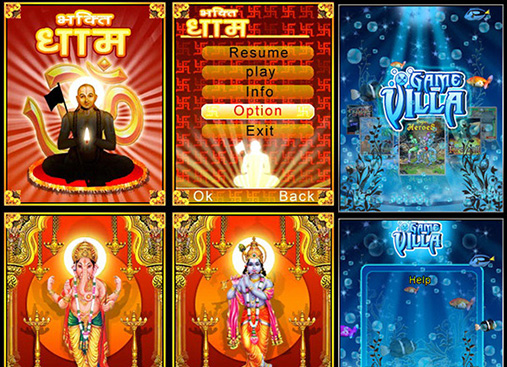 भक्ति
धाम
भक्ति
धाम
Resume
play
Info
Option
Exit
Ok
Back
GAME
VILLA
HEROES
GAME
VILLA
Help